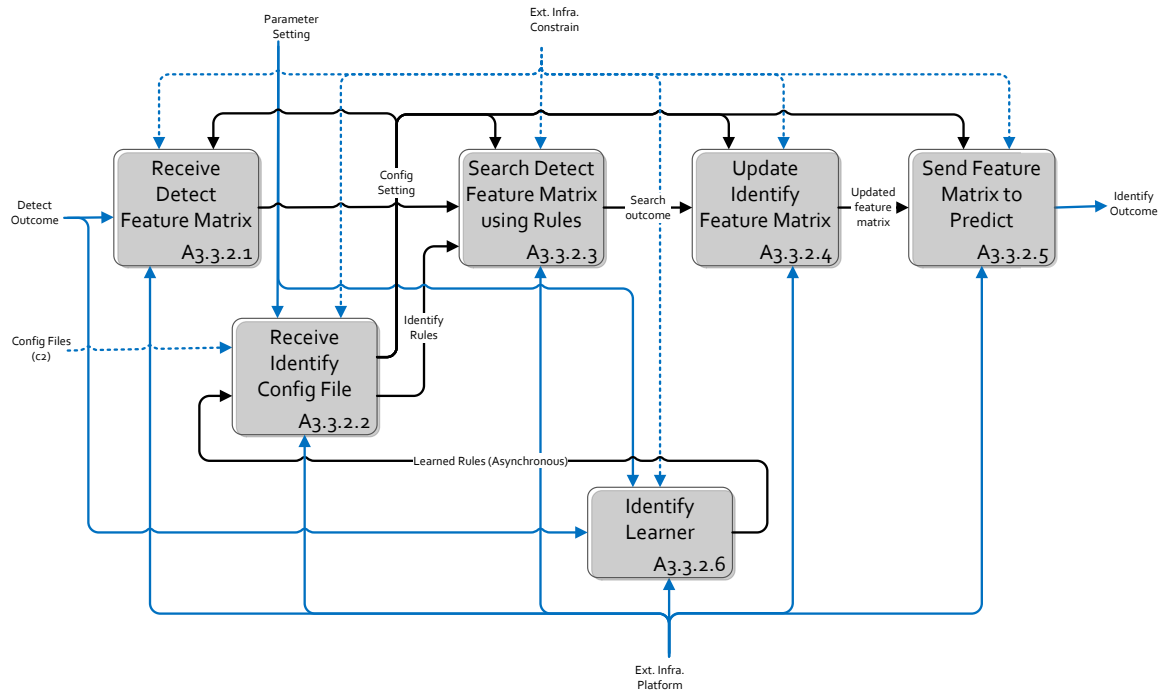 Parameter
Setting
Ext. Infra.
Constrain
Receive
Detect
Feature Matrix
A3.3.2.1
Config
Setting
Search Detect
Feature Matrix
using Rules
A3.3.2.3
Search
outcome
Update
Identify
Feature Matrix
A3.3.2.4
Updated
feature
matrix
Send Feature
Matrix to
Predict
A3.3.2.5
Detect
Outcome
Identify
Outcome
Config Files
(c2)
Receive
Identify
Config File
A3.3.2.2
Identify
Rules
Learned Rules (Asynchronous)
Identify
Learner
A3.3.2.6
Ext. Infra.
Platform